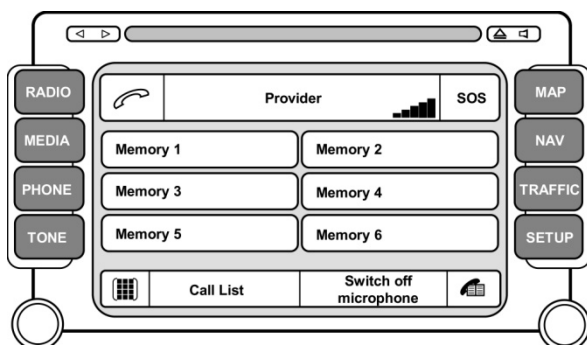 RADIO
MEDIA
PHONE
TONE
Provider
SOS
Memory 1
Memory 2
Memory 3
Memory 4
Memory 5
Memory 6
Call List
Switch off
microphone
MAP
NAV
TRAFFIC
SETUP